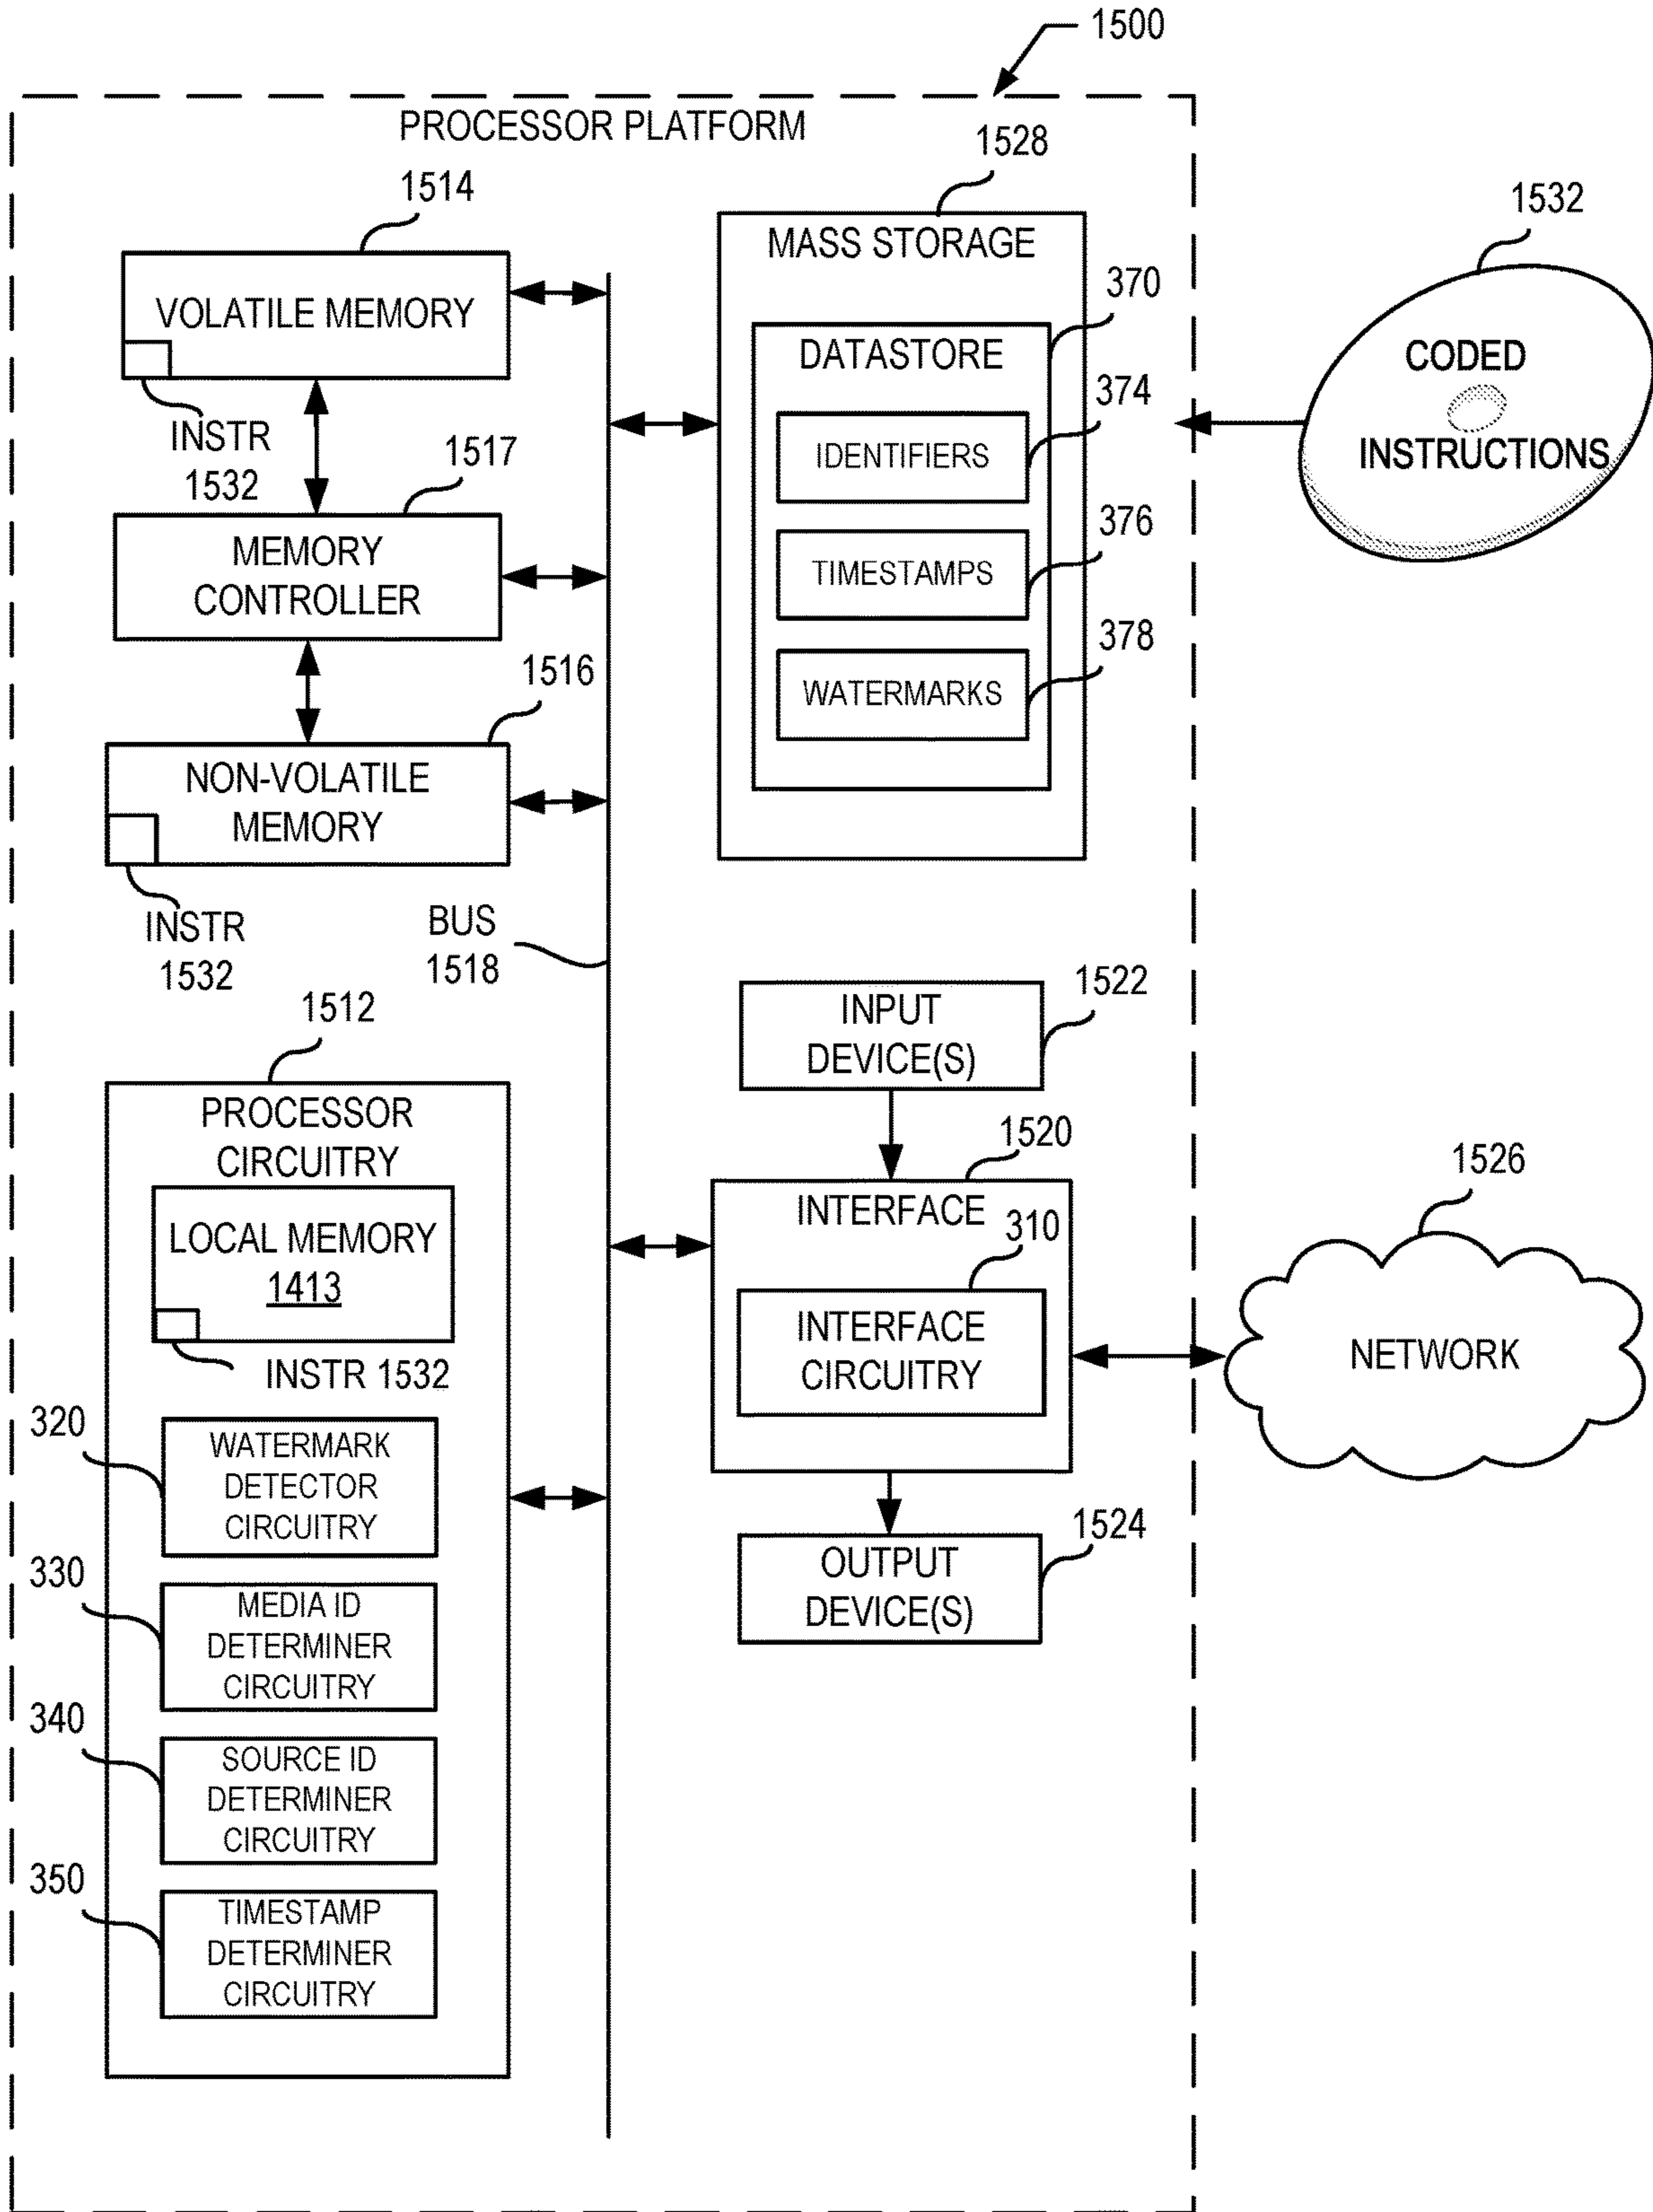 1500
PROCESSOR PLATFORM
1514
VOLATILE MEMORY
INSTR
1532
1517
MEMORY
CONTROLLER
1516
NON-VOLATILE
MEMORY
INSTR
1532
BUS
1518
1512
PROCESSOR
CIRCUITRY
LOCAL MEMORY
1413
INSTR 1532
320
WATERMARK
DETECTOR
CIRCUITRY
330
MEDIA ID
DETERMINER
CIRCUITRY
340
SOURCE ID
DETERMINER
CIRCUITRY
350
TIMESTAMP
DETERMINER
CIRCUITRY
1528
MASS STORAGE
370
DATASTORE
374
IDENTIFIERS
376
TIMESTAMPS
378
WATERMARKS
1522
INPUT
DEVICE(S)
1520
INTERFACE
310
INTERFACE
CIRCUITRY
1524
OUTPUT
DEVICE(S)
1532
CODED
INSTRUCTIONS
1526
NETWORK